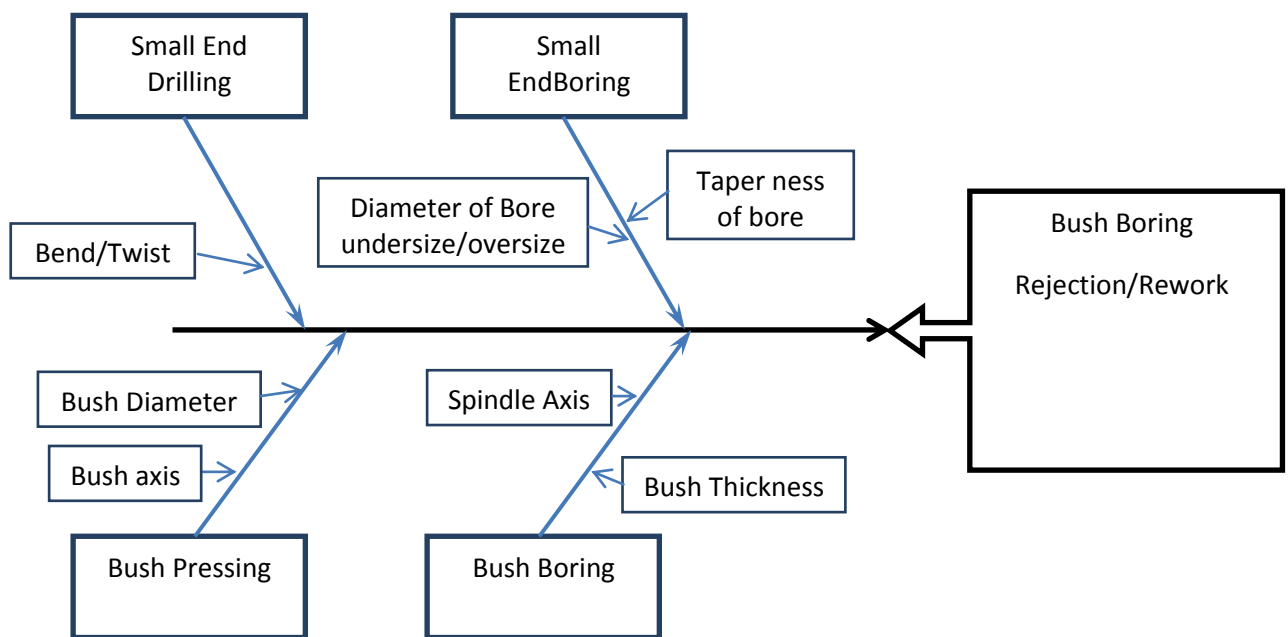 Small End
Drilling
Small
EndBoring
Taper ness
of bore
Diameter of Bore
undersize/oversize
Bend/Twist
Bush Boring
Rejection/Rework
Bush Diameter
Spindle Axis
Bush axis
Bush Thickness
Bush Pressing
Bush Boring